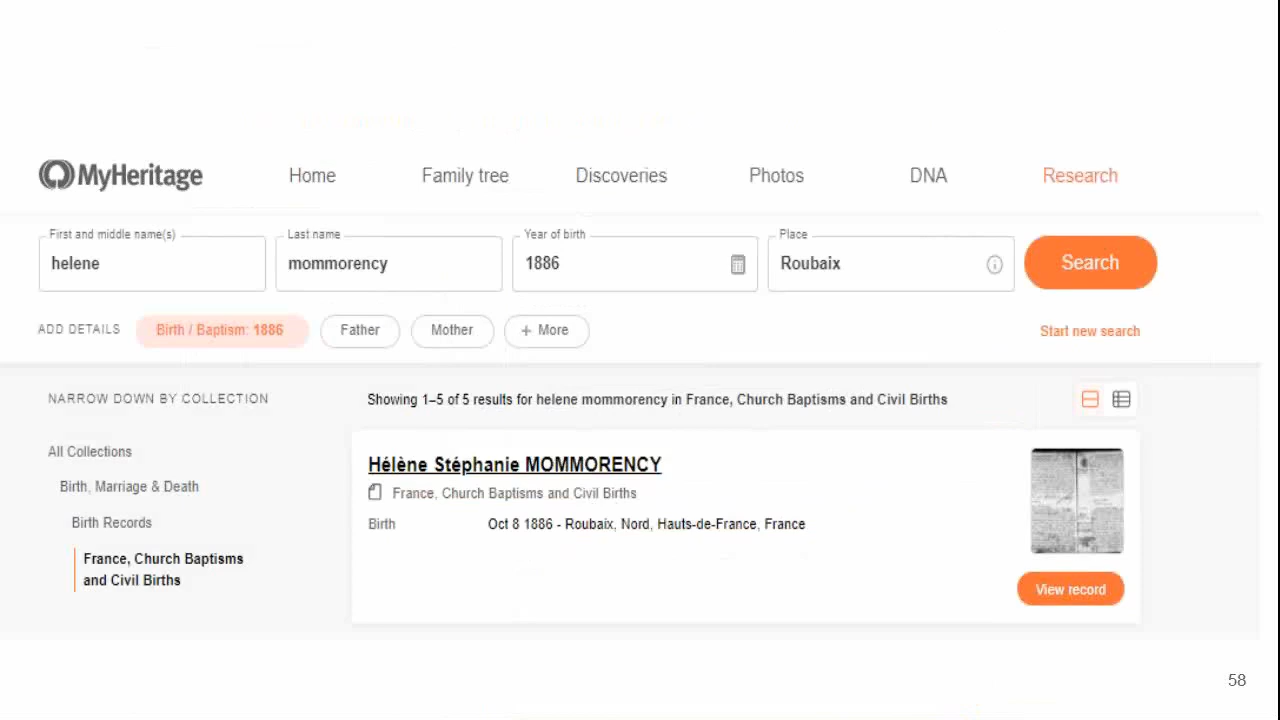 MyHeritage Home Family tree Discoveries Photos DNA Research
First and middle name(s) Last name Year of birth Place
helene mommorency 1886 Roubaix Search
ADD DETAILS Birth / Baptism: 1886 Father Mother + More Start new search
NARROW DOWN BY COLLECTION
All Collections
Birth, Marriage & Death
Birth Records
France, Church Baptisms
and Civil Births
Showing 1–5 of 5 results for helene mommorency in France, Church Baptisms and Civil Births
Hélène Stéphanie MOMMORENCY
France, Church Baptisms and Civil Births
Birth Oct 8 1886 - Roubaix, Nord, Hauts-de-France, France
View record
58